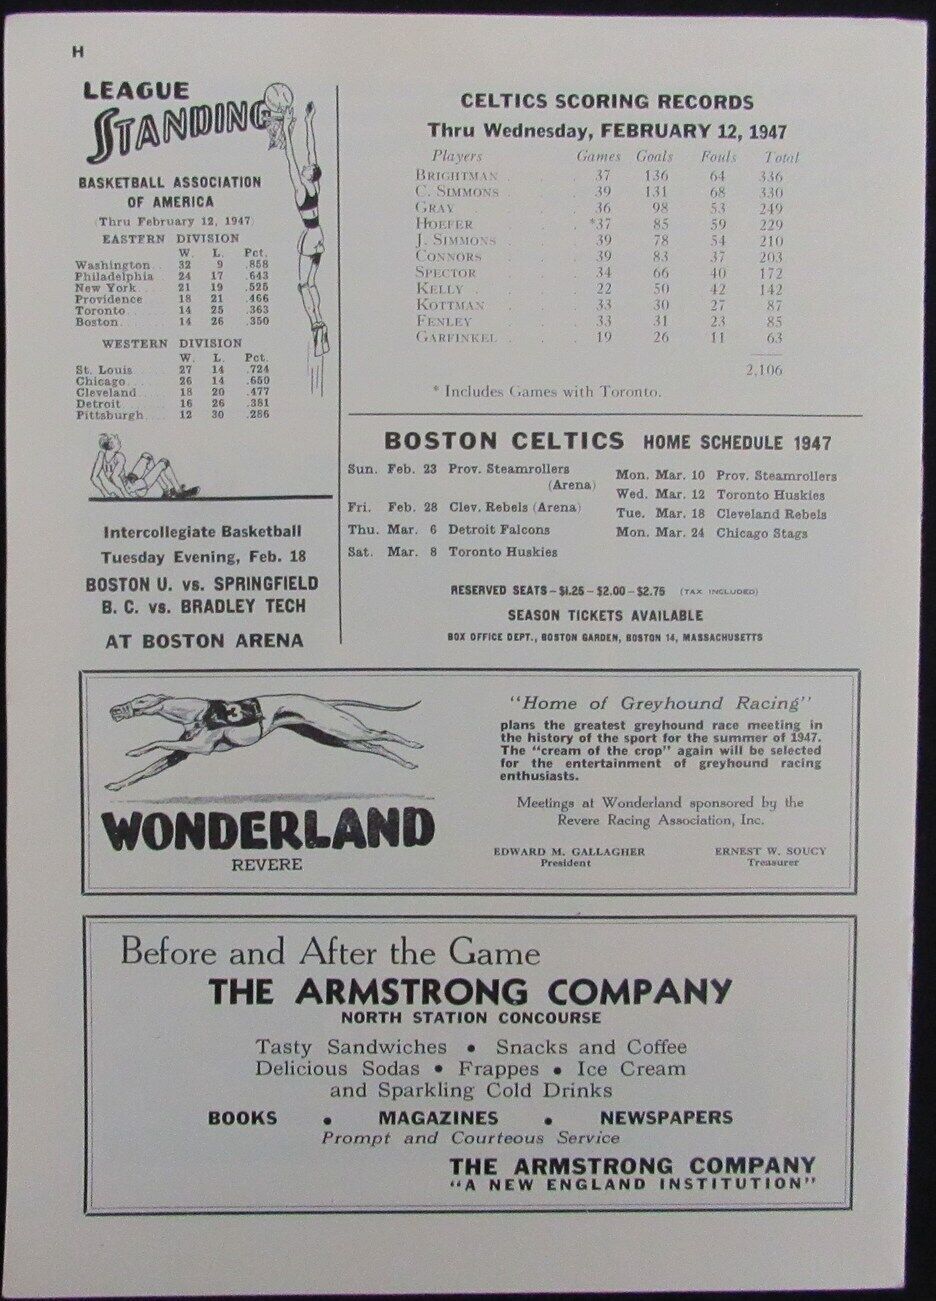 H
LEAGUE
STANDING
BASKETBALL ASSOCIATION
OF AMERICA
(Thru February 12, 1947)
EASTERN DIVISION
W. L. Pct.
Washington.. 32 9 .858
Philadelphia 24 17 .643
New York.... 21 19 .525
Providence 18 21 .466
Toronto........ 14 25 .363
Boston.......... 14 26 .350
WESTERN DIVISION
W. L. Pct.
St. Louis....... 27 14 .724
Chicago....... 26 14 .650
Cleveland..... 18 20 .477
Detroit......... 16 26 .381
Pittsburgh.... 12 30 .286
Intercollegiate Basketball
Tuesday Evening, Feb. 18
BOSTON U. vs. SPRINGFIELD
B. C. vs. BRADLEY TECH
AT BOSTON ARENA
CELTICS SCORING RECORDS
Thru Wednesday, FEBRUARY 12, 1947
Players Games Goals Fouls Total
BRIGHTMAN . . . 37 136 64 336
C. SIMMONS . . . 39 131 68 330
GRAY . . . 36 98 53 249
HOEFER . . . *37 85 59 229
J. SIMMONS . . . 39 78 54 210
CONNORS . . . 39 83 37 203
SPECTOR . . . 34 66 40 172
KELLY . . . 22 50 42 142
KOTTMAN . . . 33 30 27 87
FENLEY . . . 33 31 23 85
GARFINKEL . . . 19 26 11 63
2,106
* Includes Games with Toronto.
BOSTON CELTICS HOME SCHEDULE 1947
Sun. Feb. 23 Prov. Steamrollers
(Arena)
Fri. Feb. 28 Clev. Rebels (Arena)
Thu. Mar. 6 Detroit Falcons
Sat. Mar. 8 Toronto Huskies
Mon. Mar. 10 Prov. Steamrollers
Wed. Mar. 12 Toronto Huskies
Tue. Mar. 18 Cleveland Rebels
Mon. Mar. 24 Chicago Stags
RESERVED SEATS – $1.25 – $2.00 – $2.75 (TAX INCLUDED)
SEASON TICKETS AVAILABLE
BOX OFFICE DEPT., BOSTON GARDEN, BOSTON 14, MASSACHUSETTS
3
WONDERLAND
REVERE
"Home of Greyhound Racing"
plans the greatest greyhound race meeting in
the history of the sport for the summer of 1947.
The "cream of the crop" again will be selected
for the entertainment of greyhound racing
enthusiasts.
Meetings at Wonderland sponsored by the
Revere Racing Association, Inc.
EDWARD M. GALLAGHER ERNEST W. SOUCY
President Treasurer
Before and After the Game
THE ARMSTRONG COMPANY
NORTH STATION CONCOURSE
Tasty Sandwiches • Snacks and Coffee
Delicious Sodas • Frappes • Ice Cream
and Sparkling Cold Drinks
BOOKS • MAGAZINES • NEWSPAPERS
Prompt and Courteous Service
THE ARMSTRONG COMPANY
"A NEW ENGLAND INSTITUTION"